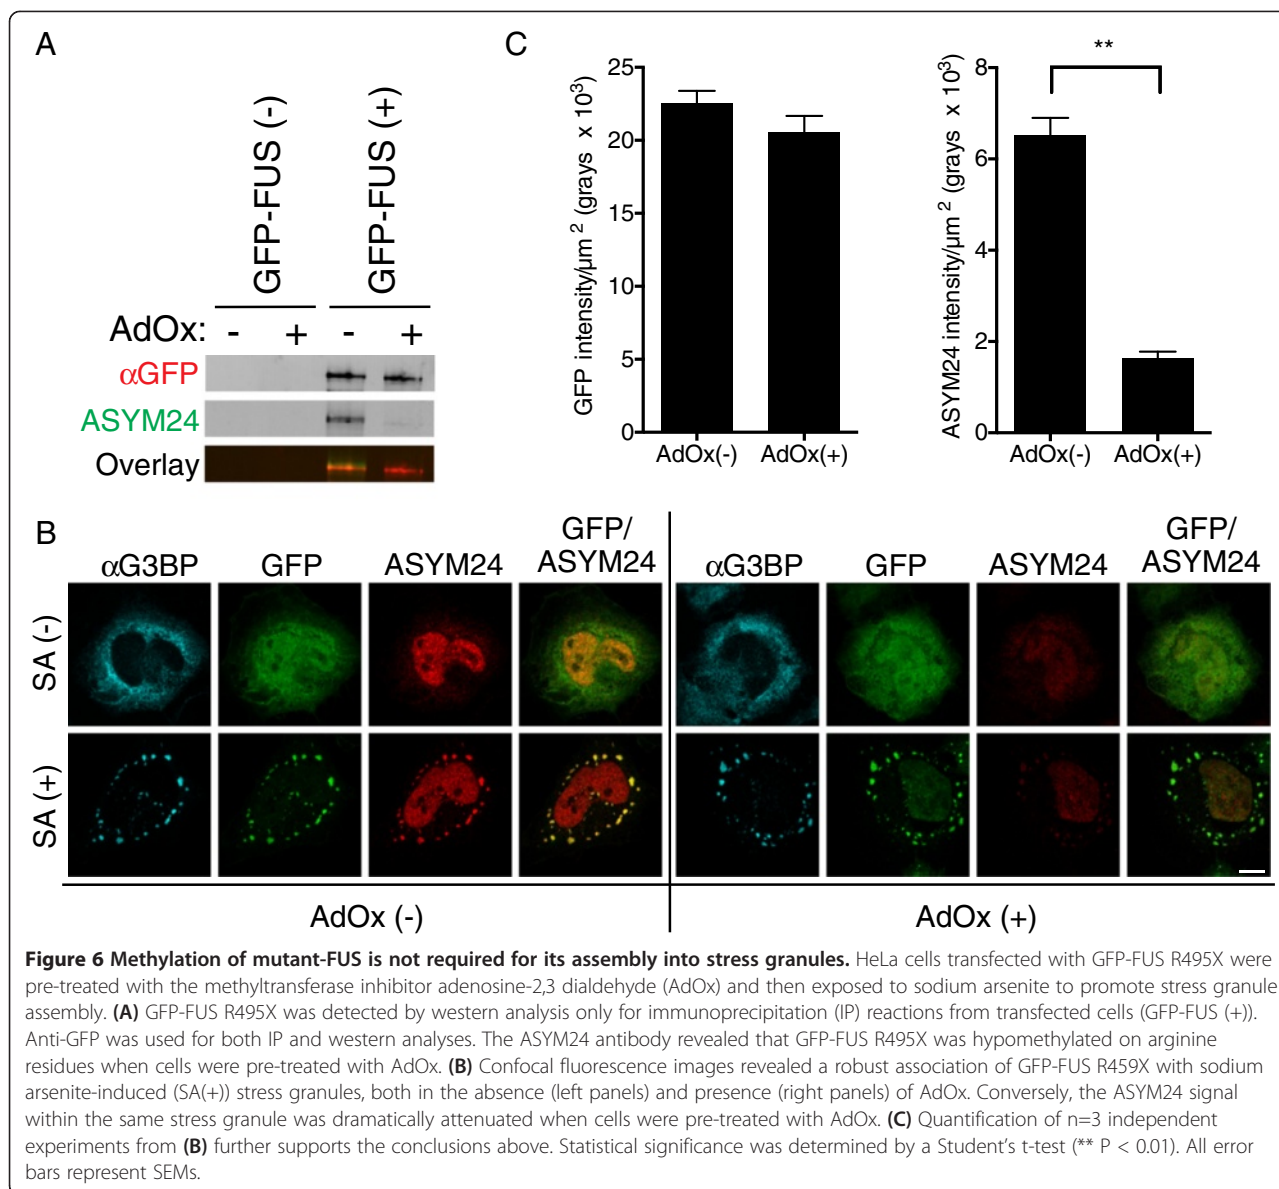 A
GFP-FUS (-)
GFP-FUS (+)
AdOx: - + - +
αGFP
ASYM24
Overlay
C
GFP intensity/µm² (grays x 10³)
25
20
15
10
5
0
AdOx(-) AdOx(+)
ASYM24 intensity/µm² (grays x 10³)
**
8
6
4
2
0
AdOx(-) AdOx(+)
B
αG3BP GFP ASYM24 GFP/ASYM24 αG3BP GFP ASYM24 GFP/ASYM24
SA (-)
SA (+)
AdOx (-) AdOx (+)
Figure 6 Methylation of mutant-FUS is not required for its assembly into stress granules. HeLa cells transfected with GFP-FUS R495X were
pre-treated with the methyltransferase inhibitor adenosine-2,3 dialdehyde (AdOx) and then exposed to sodium arsenite to promote stress granule
assembly. (A) GFP-FUS R495X was detected by western analysis only for immunoprecipitation (IP) reactions from transfected cells (GFP-FUS (+)).
Anti-GFP was used for both IP and western analyses. The ASYM24 antibody revealed that GFP-FUS R495X was hypomethylated on arginine
residues when cells were pre-treated with AdOx. (B) Confocal fluorescence images revealed a robust association of GFP-FUS R459X with sodium
arsenite-induced (SA(+)) stress granules, both in the absence (left panels) and presence (right panels) of AdOx. Conversely, the ASYM24 signal
within the same stress granule was dramatically attenuated when cells were pre-treated with AdOx. (C) Quantification of n=3 independent
experiments from (B) further supports the conclusions above. Statistical significance was determined by a Student's t-test (** P < 0.01). All error
bars represent SEMs.